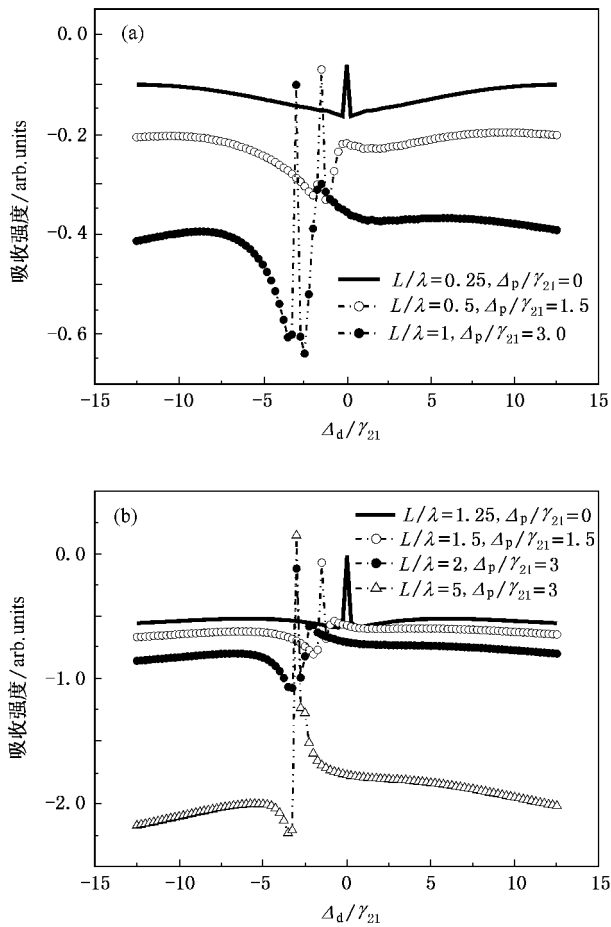 (a)
0.0
-0.2
-0.4
-0.6
吸收强度/arb.units
L/λ=0.25,Δp/γ21=0
L/λ=0.5,Δp/γ21=1.5
L/λ=1,Δp/γ21=3.0
-15 -10 -5 0 5 10 15
Δd/γ21
(b)
0.0
-1.0
-2.0
吸收强度/arb.units
L/λ=1.25,Δp/γ21=0
L/λ=1.5,Δp/γ21=1.5
L/λ=2,Δp/γ21=3
L/λ=5,Δp/γ21=3
-15 -10 -5 0 5 10 15
Δd/γ21